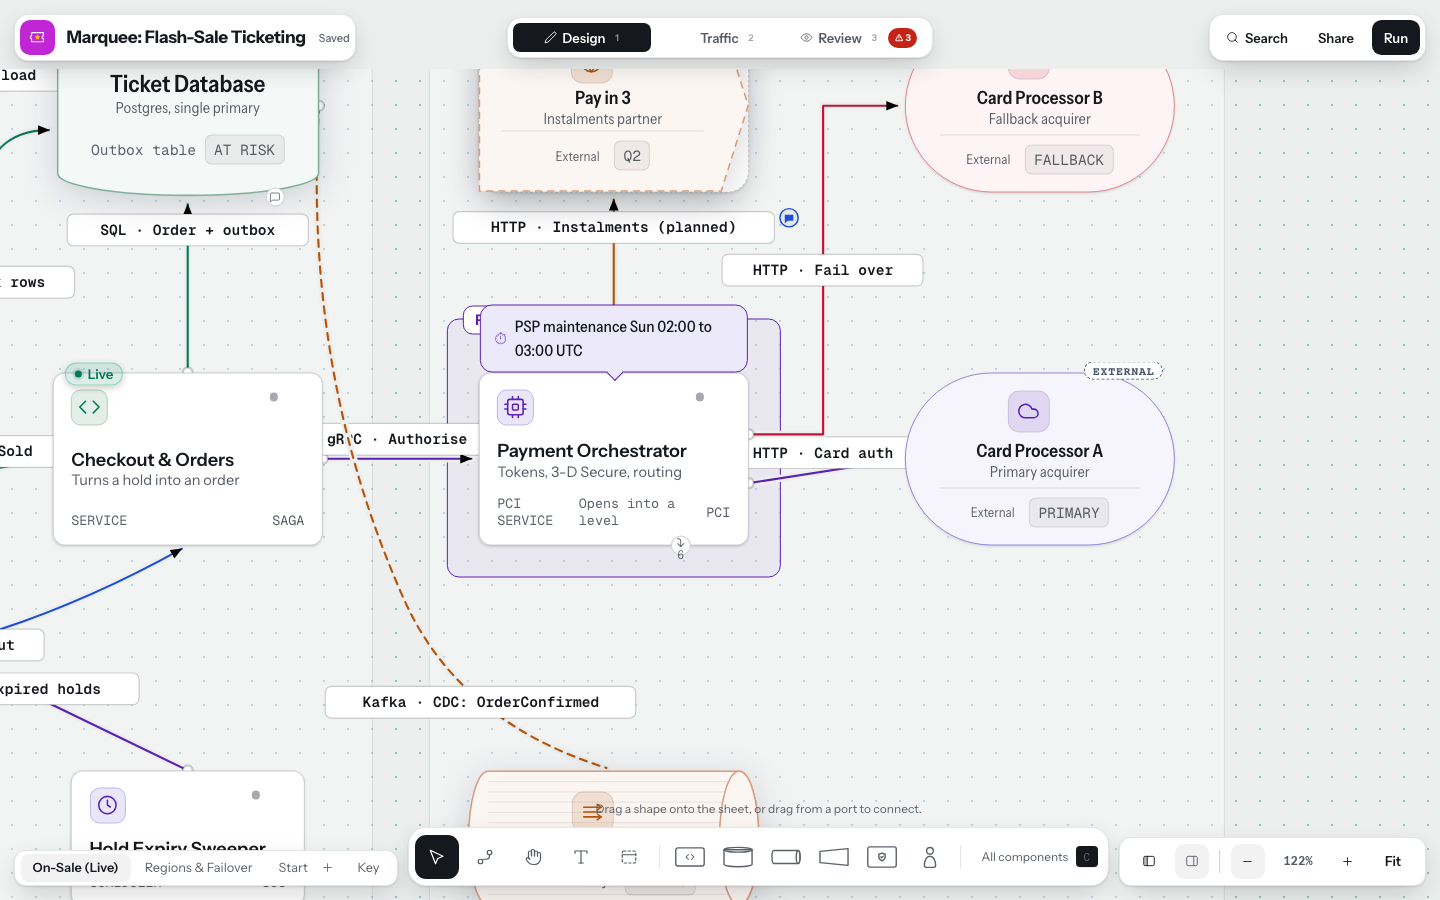 Marquee: Flash-Sale Ticketing
Saved
Design 1
Traffic 2
Review 3
3
Search
Share
Run
load
Ticket Database
Postgres, single primary
Outbox table
AT RISK
SQL · Order + outbox
rows
Pay in 3
Instalments partner
External
Q2
HTTP · Instalments (planned)
Card Processor B
Fallback acquirer
External
FALLBACK
HTTP · Fail over
PSP maintenance Sun 02:00 to
03:00 UTC
Live
Checkout & Orders
Turns a hold into an order
SERVICE
SAGA
Sold
gRPC · Authorise
Payment Orchestrator
Tokens, 3-D Secure, routing
PCI
SERVICE
Opens into a
level
PCI
6
HTTP · Card auth
EXTERNAL
Card Processor A
Primary acquirer
External
PRIMARY
ut
xpired holds
Kafka · CDC: OrderConfirmed
Hold Expiry Sweeper
Drag a shape onto the sheet, or drag from a port to connect.
On-Sale (Live)
Regions & Failover
Start
Key
All components
C
122%
Fit